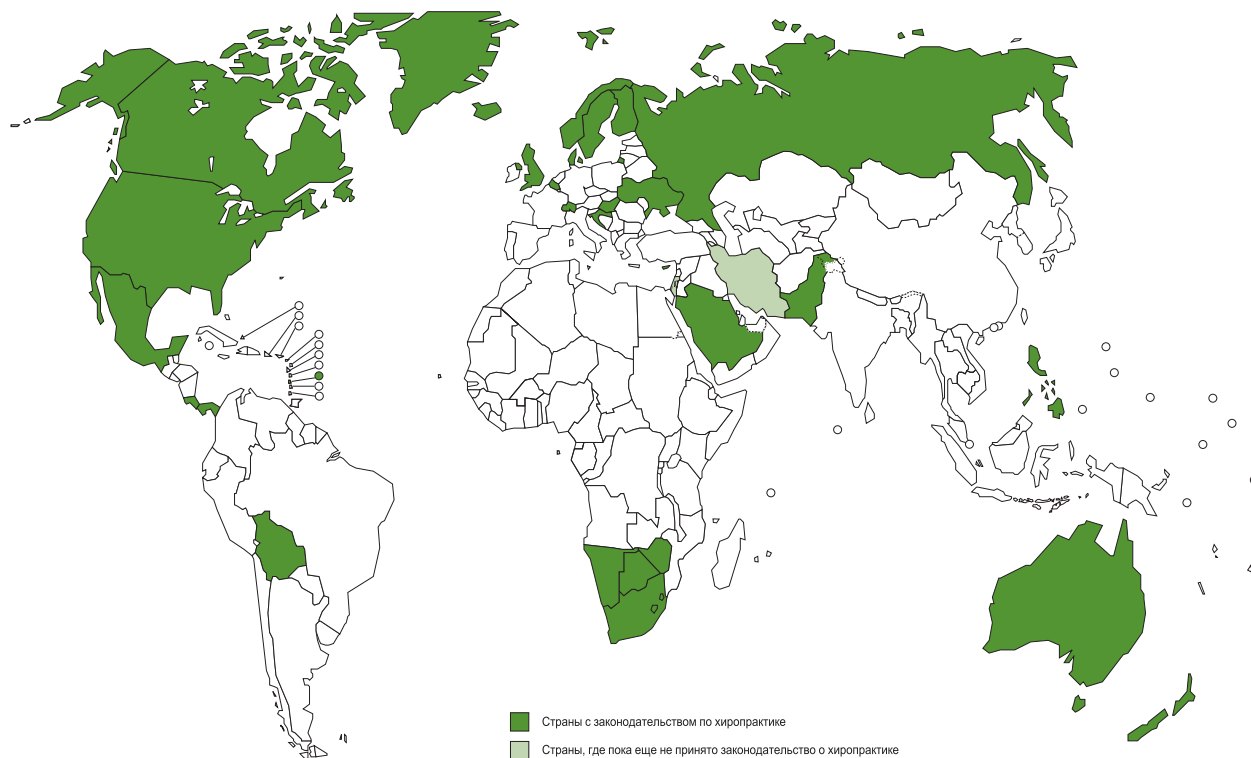 Страны с законодательством по хиропрактике
Страны, где пока еще не принято законодательство о хиропрактике